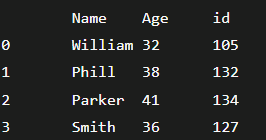 Name Age id
0 William 32 105
1 Phill 38 132
2 Parker 41 134
3 Smith 36 127